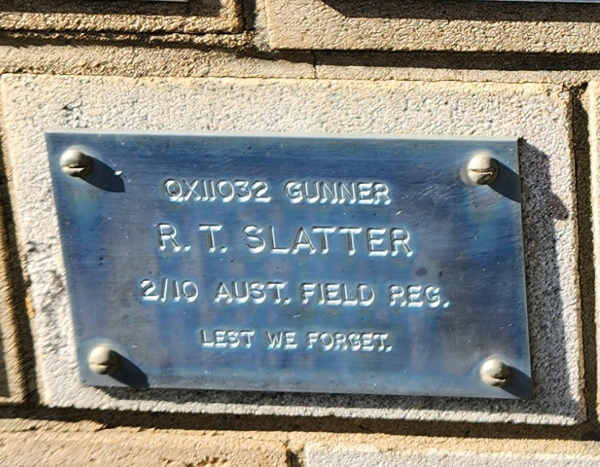 QX11032 GUNNER
R. T. SLATTER
2/10 AUST. FIELD REG.
LEST WE FORGET.